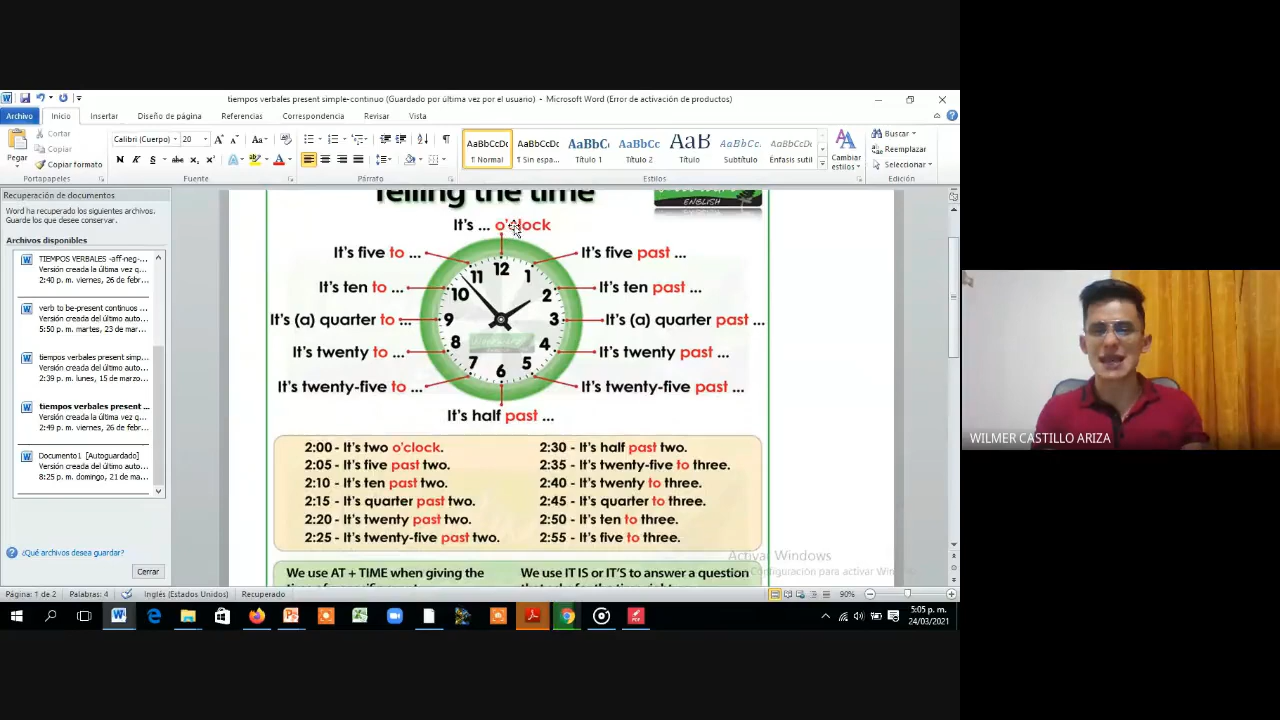 tiempos verbales present simple-continuo (Guardado por última vez por el usuario) - Microsoft Word (Error de activación de productos)
Archivo Inicio Insertar Diseño de página Referencias Correspondencia Revisar Vista
Pegar
Cortar
Copiar
Copiar formato
Portapapeles
Calibri (Cuerpo) 20
Fuente
Párrafo
AaBbCcDc AaBbCcDc AaBbC AaBbCc AaB AaBbCc. AaBbCcDc
¶ Normal ¶ Sin espa... Título 1 Título 2 Título Subtítulo Énfasis sutil
Estilos
Cambiar estilos
Buscar
Reemplazar
Seleccionar
Edición
Recuperación de documentos
Word ha recuperado los siguientes archivos. Guarde los que desee conservar.
Archivos disponibles
TIEMPOS VERBALES -aff-neg-...
Versión creada la última vez q...
2:40 p. m. viernes, 26 de febr...
verb to be-present continuos ...
Versión del último auto...
5:50 p. m. martes, 23 de mar...
tiempos verbales present simp...
Versión creada la última vez q...
2:39 p. m. lunes, 15 de marzo...
tiempos verbales present ...
Versión creada la última vez q...
2:49 p. m. viernes, 26 de feb...
Documento1 [Autoguardado]
Versión creada del último auto...
8:25 p. m. domingo, 21 de ma...
¿Qué archivos desea guardar?
Cerrar
Telling the time
ENGLISH
It's ... o'clock
It's five to ...
It's five past ...
It's ten to ...
It's ten past ...
It's (a) quarter to ...
It's (a) quarter past ...
It's twenty to ...
It's twenty past ...
It's twenty-five to ...
It's twenty-five past ...
It's half past ...
12 1 2 3 4 5 6 7 8 9 10 11
2:00 - It's two o'clock.
2:05 - It's five past two.
2:10 - It's ten past two.
2:15 - It's quarter past two.
2:20 - It's twenty past two.
2:25 - It's twenty-five past two.
2:30 - It's half past two.
2:35 - It's twenty-five to three.
2:40 - It's twenty to three.
2:45 - It's quarter to three.
2:50 - It's ten to three.
2:55 - It's five to three.
We use AT + TIME when giving the
We use IT IS or IT'S to answer a question
Activar Windows
Configuración para activar
Página: 1 de 2 Palabras: 4 Inglés (Estados Unidos) Recuperado 90%
5:05 p. m.
24/03/2021
WILMER CASTILLO ARIZA